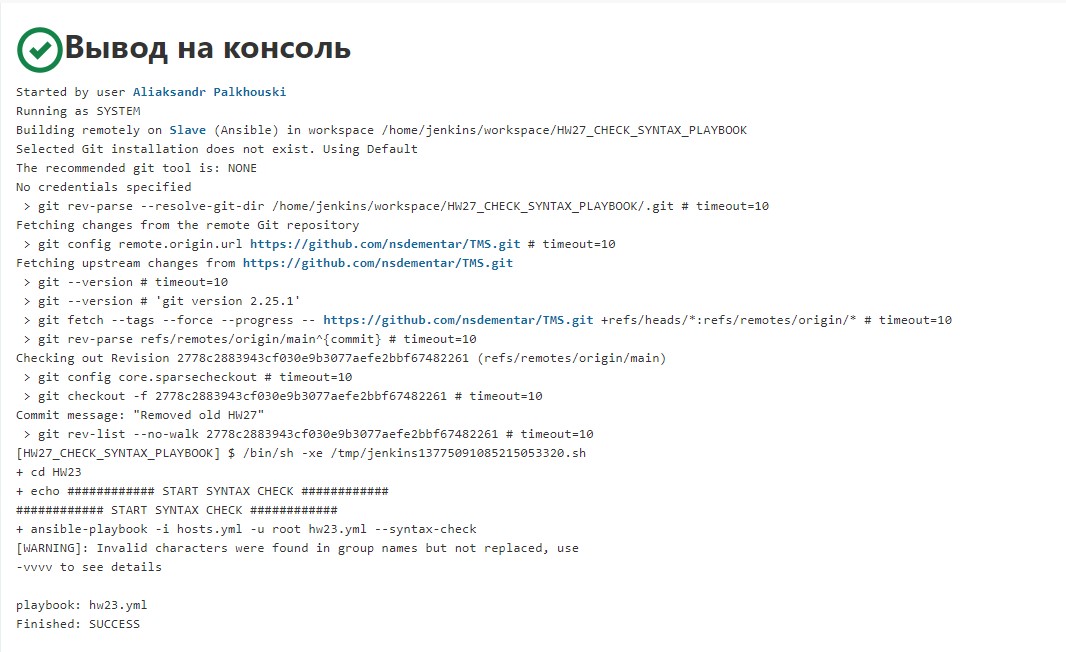 Вывод на консоль
Started by user Aliaksandr Palkhouski
Running as SYSTEM
Building remotely on Slave (Ansible) in workspace /home/jenkins/workspace/HW27_CHECK_SYNTAX_PLAYBOOK
Selected Git installation does not exist. Using Default
The recommended git tool is: NONE
No credentials specified
 > git rev-parse --resolve-git-dir /home/jenkins/workspace/HW27_CHECK_SYNTAX_PLAYBOOK/.git # timeout=10
Fetching changes from the remote Git repository
 > git config remote.origin.url https://github.com/nsdementar/TMS.git # timeout=10
Fetching upstream changes from https://github.com/nsdementar/TMS.git
 > git --version # timeout=10
 > git --version # 'git version 2.25.1'
 > git fetch --tags --force --progress -- https://github.com/nsdementar/TMS.git +refs/heads/*:refs/remotes/origin/* # timeout=10
 > git rev-parse refs/remotes/origin/main^{commit} # timeout=10
Checking out Revision 2778c2883943cf030e9b3077aefe2bbf67482261 (refs/remotes/origin/main)
 > git config core.sparsecheckout # timeout=10
 > git checkout -f 2778c2883943cf030e9b3077aefe2bbf67482261 # timeout=10
Commit message: "Removed old HW27"
 > git rev-list --no-walk 2778c2883943cf030e9b3077aefe2bbf67482261 # timeout=10
[HW27_CHECK_SYNTAX_PLAYBOOK] $ /bin/sh -xe /tmp/jenkins13775091085215053320.sh
+ cd HW23
+ echo ############ START SYNTAX CHECK ############
############ START SYNTAX CHECK ############
+ ansible-playbook -i hosts.yml -u root hw23.yml --syntax-check
[WARNING]: Invalid characters were found in group names but not replaced, use
-vvvv to see details
playbook: hw23.yml
Finished: SUCCESS